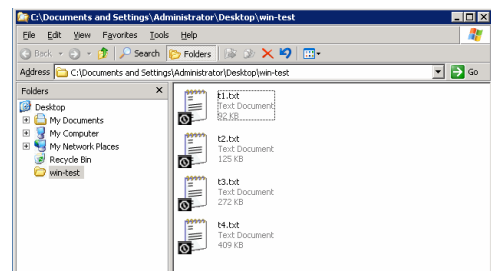 C:\Documents and Settings\Administrator\Desktop\win-test
File Edit View Favorites Tools Help
Back Search Folders
Address C:\Documents and Settings\Administrator\Desktop\win-test Go
Folders
Desktop
My Documents
My Computer
My Network Places
Recycle Bin
win-test
t1.txt
Text Document
82 KB
t2.txt
Text Document
125 KB
t3.txt
Text Document
272 KB
t4.txt
Text Document
409 KB